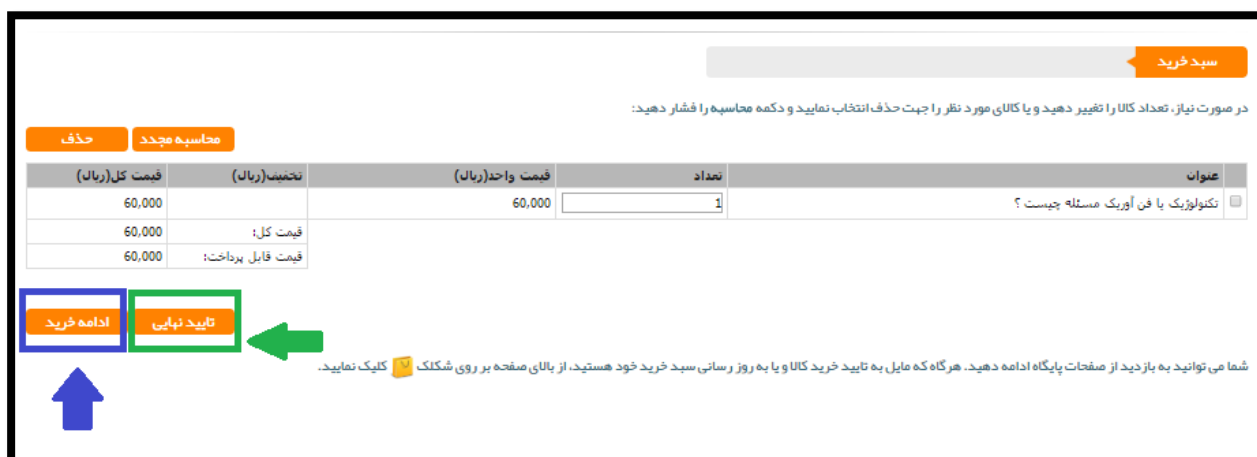 سبد خرید
در صورت نیاز، تعداد کالا را تغییر دهید و یا کالای مورد نظر را جهت حذف انتخاب نمایید و دکمه محاسبه را فشار دهید:
محاسبه مجدد حذف
عنوان تعداد قیمت واحد(ریال) تخفیف(ریال) قیمت کل(ریال)
تکنولوژیک یا فن آوریک مسئله چیست ؟ 1 60,000 60,000
قیمت کل: 60,000
قیمت قابل پرداخت: 60,000
تایید نهایی ادامه خرید
شما می توانید به بازدید از صفحات پایگاه ادامه دهید. هرگاه که مایل به تایید خرید کالا و یا به روز رسانی سبد خرید خود هستید، از بالای صفحه بر روی شکلک کلیک نمایید.